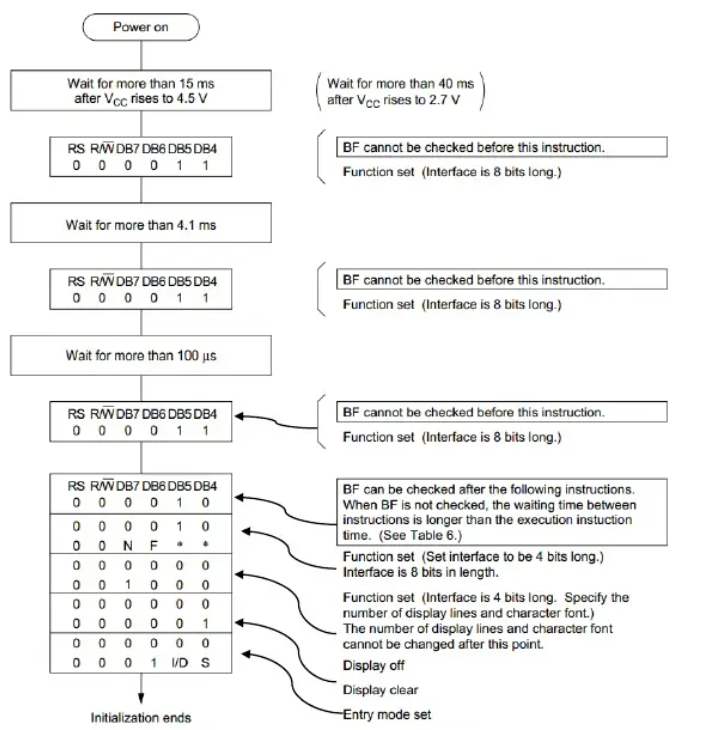 Power on
Wait for more than 15 ms
after VCC rises to 4.5 V
Wait for more than 40 ms
after VCC rises to 2.7 V
RS R/W DB7 DB6 DB5 DB4
0 0 0 0 1 1
BF cannot be checked before this instruction.
Function set (Interface is 8 bits long.)
Wait for more than 4.1 ms
RS R/W DB7 DB6 DB5 DB4
0 0 0 0 1 1
BF cannot be checked before this instruction.
Function set (Interface is 8 bits long.)
Wait for more than 100 µs
RS R/W DB7 DB6 DB5 DB4
0 0 0 0 1 1
BF cannot be checked before this instruction.
Function set (Interface is 8 bits long.)
RS R/W DB7 DB6 DB5 DB4
0 0 0 0 1 0
0 0 0 0 1 0
0 0 N F * *
0 0 0 0 0 0
0 0 1 0 0 0
0 0 0 0 0 0
0 0 0 0 0 1
0 0 0 0 0 0
0 0 0 1 I/D S
BF can be checked after the following instructions.
When BF is not checked, the waiting time between
instructions is longer than the execution instuction
time. (See Table 6.)
Function set (Set interface to be 4 bits long.)
Interface is 8 bits in length.
Function set (Interface is 4 bits long. Specify the
number of display lines and character font.)
The number of display lines and character font
cannot be changed after this point.
Display off
Display clear
Entry mode set
Initialization ends